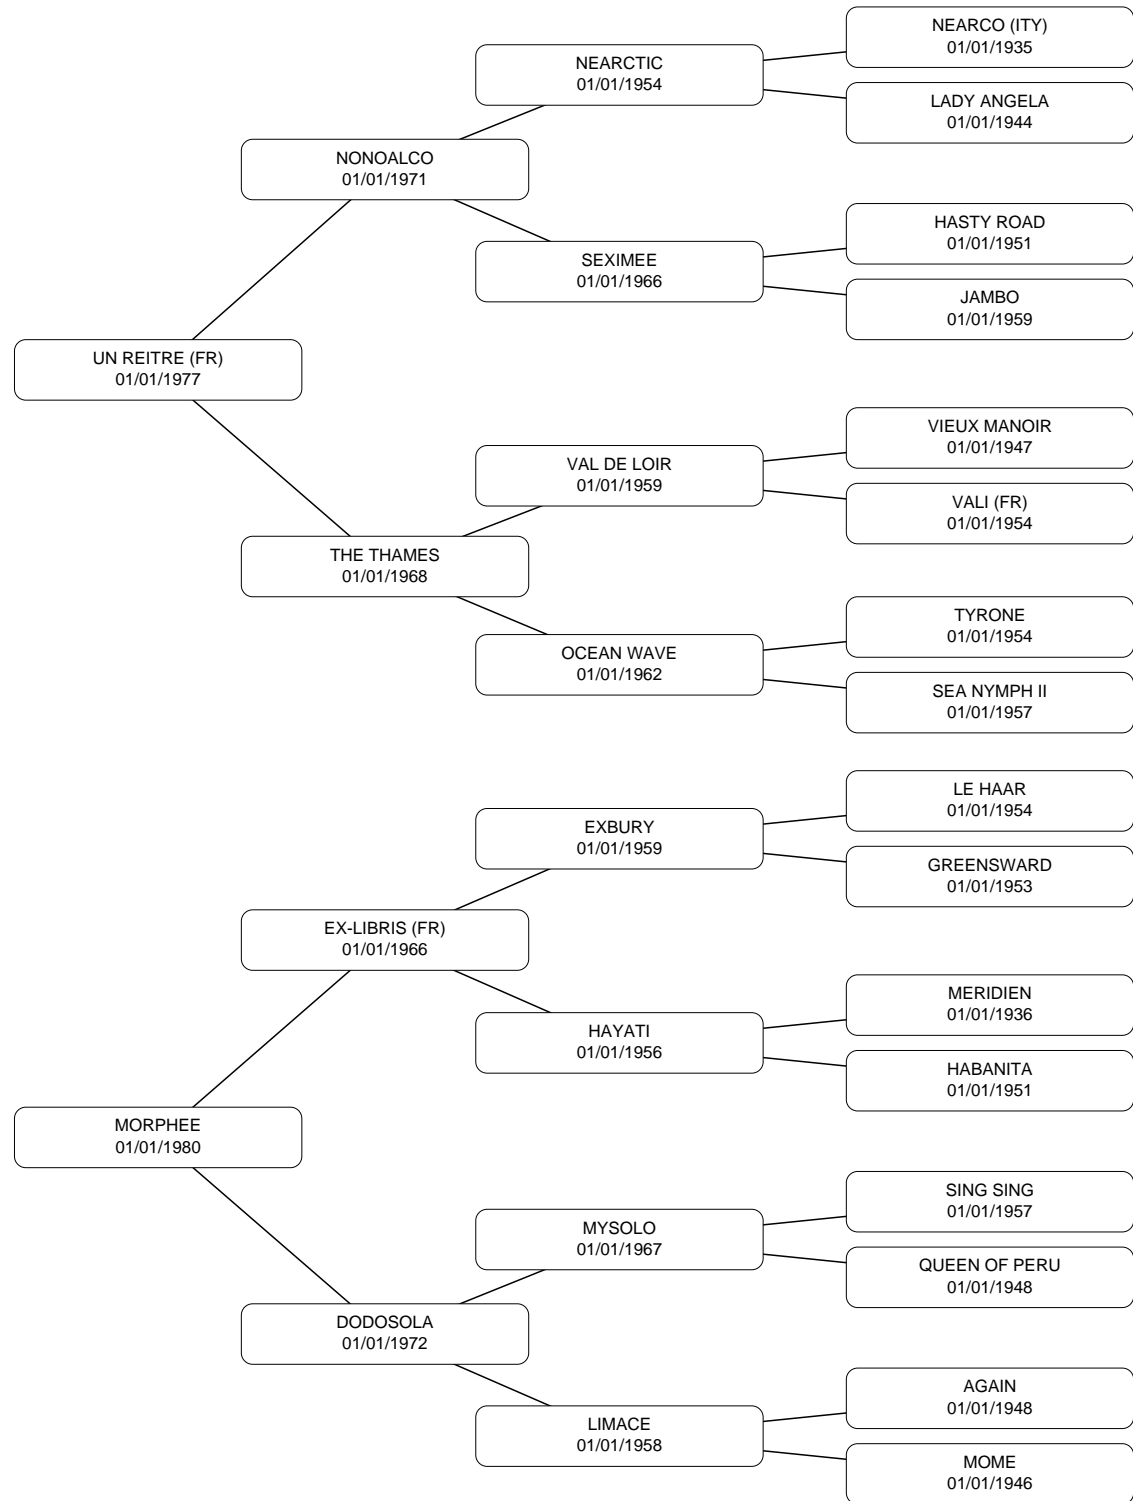 NEARCO (ITY)
01/01/1935
NEARCTIC
01/01/1954
LADY ANGELA
01/01/1944
NONOALCO
01/01/1971
HASTY ROAD
01/01/1951
SEXIMEE
01/01/1966
JAMBO
01/01/1959
UN REITRE (FR)
01/01/1977
VIEUX MANOIR
01/01/1947
VAL DE LOIR
01/01/1959
VALI (FR)
01/01/1954
THE THAMES
01/01/1968
TYRONE
01/01/1954
OCEAN WAVE
01/01/1962
SEA NYMPH II
01/01/1957
LE HAAR
01/01/1954
EXBURY
01/01/1959
GREENSWARD
01/01/1953
EX-LIBRIS (FR)
01/01/1966
MERIDIEN
01/01/1936
HAYATI
01/01/1956
HABANITA
01/01/1951
MORPHEE
01/01/1980
SING SING
01/01/1957
MYSOLO
01/01/1967
QUEEN OF PERU
01/01/1948
DODOSOLA
01/01/1972
AGAIN
01/01/1948
LIMACE
01/01/1958
MOME
01/01/1946